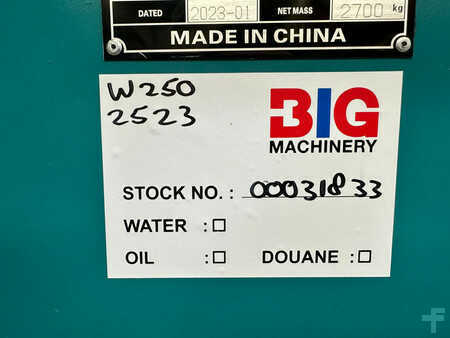 DATED 2023-01 NET MASS 2700 kg
MADE IN CHINA
W250
2523
BIG
MACHINERY
STOCK NO. : 00031833
WATER :
OIL :
DOUANE :